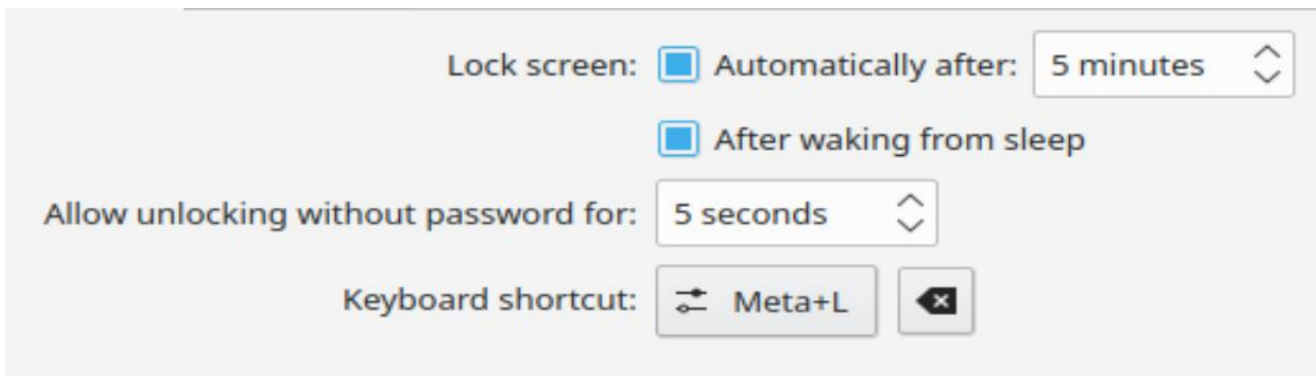 Lock screen: Automatically after: 5 minutes
After waking from sleep
Allow unlocking without password for: 5 seconds
Keyboard shortcut: Meta+L